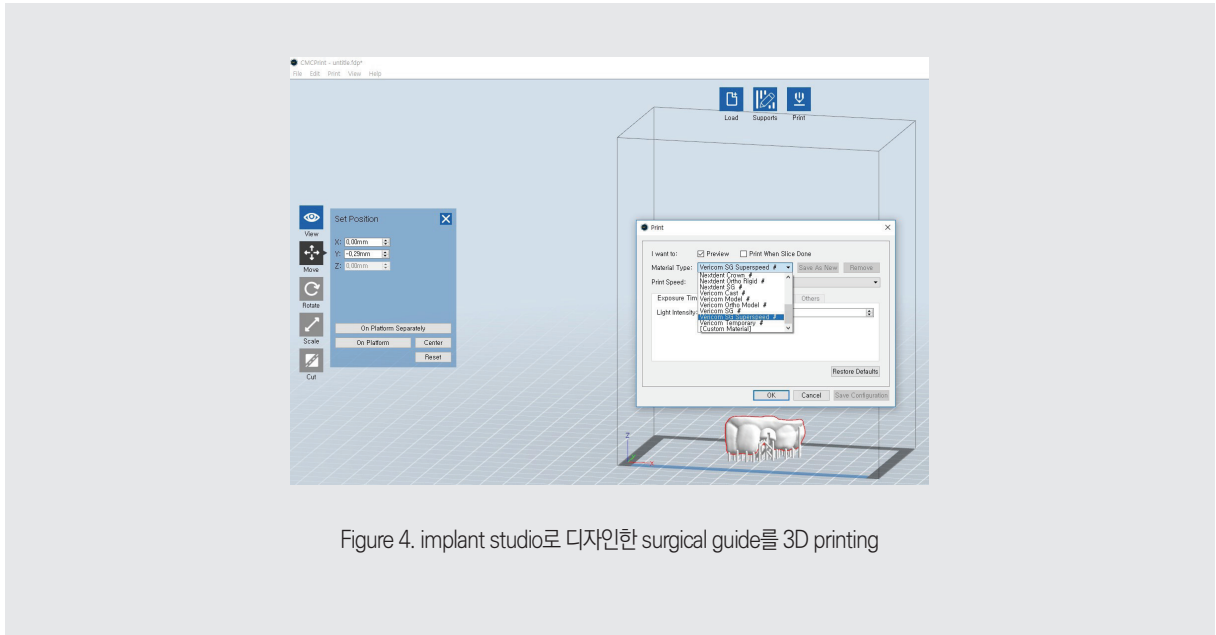 CMCPrint - untitle.fdp*
File Edit Print View Help
Load Supports Print
View
Move
Rotate
Scale
Cut
Set Position
X: 0.00mm
Y: -0.29mm
Z: 0.00mm
On Platform Separately
On Platform Center
Reset
Print
I want to: Preview Print When Slice Done
Material Type: Vericom SG Superspeed # Save As New Remove
Nextdent Crown #
Nextdent Ortho Rigid #
Nextdent SG #
Vericom Cast #
Vericom Model #
Vericom Ortho Model #
Vericom SG #
Vericom SG Superspeed #
Vericom Temporary #
[Custom Material]
Print Speed:
Exposure Tim Others
Light Intensity:
Restore Defaults
OK Cancel Save Configuration
Z
X
Figure 4. implant studio로 디자인한 surgical guide를 3D printing